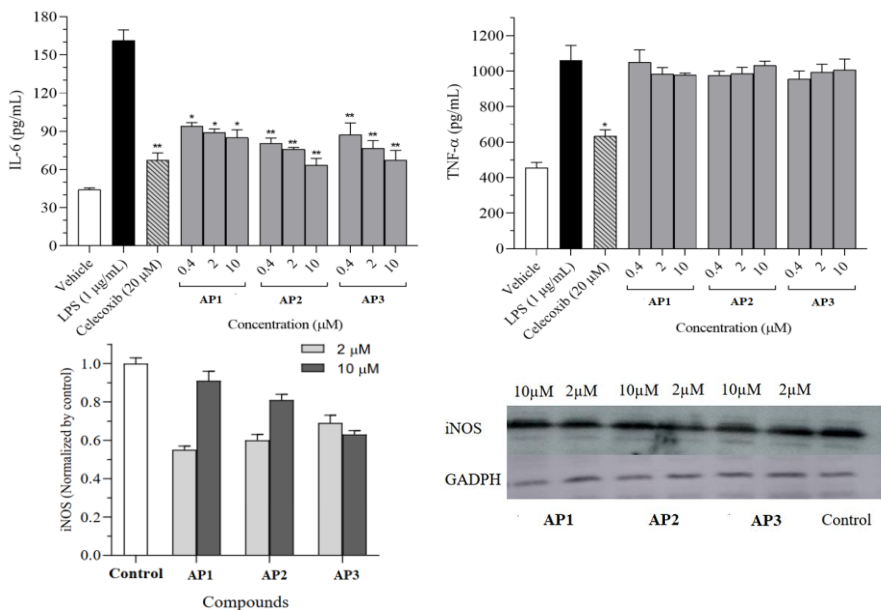 180
150
120
90
60
30
0
IL-6 (pg/mL)
**
*
*
*
**
**
**
**
**
**
Vehicle
LPS (1 µg/mL)
Celecoxib (20 µM)
0.4
2
10
0.4
2
10
0.4
2
10
AP1
AP2
AP3
Concentration (µM)
1400
1200
1000
800
600
400
200
0
TNF-α (pg/mL)
*
Vehicle
LPS (1 µg/mL)
Celecoxib (20 µM)
0.4
2
10
0.4
2
10
0.4
2
10
AP1
AP2
AP3
Concentration (µM)
2 µM
10 µM
1.0
0.8
0.6
0.4
0.2
0.0
iNOS (Normalized by control)
Control
AP1
AP2
AP3
Compounds
10µM 2µM 10µM 2µM 10µM 2µM
iNOS
GADPH
AP1 AP2 AP3 Control